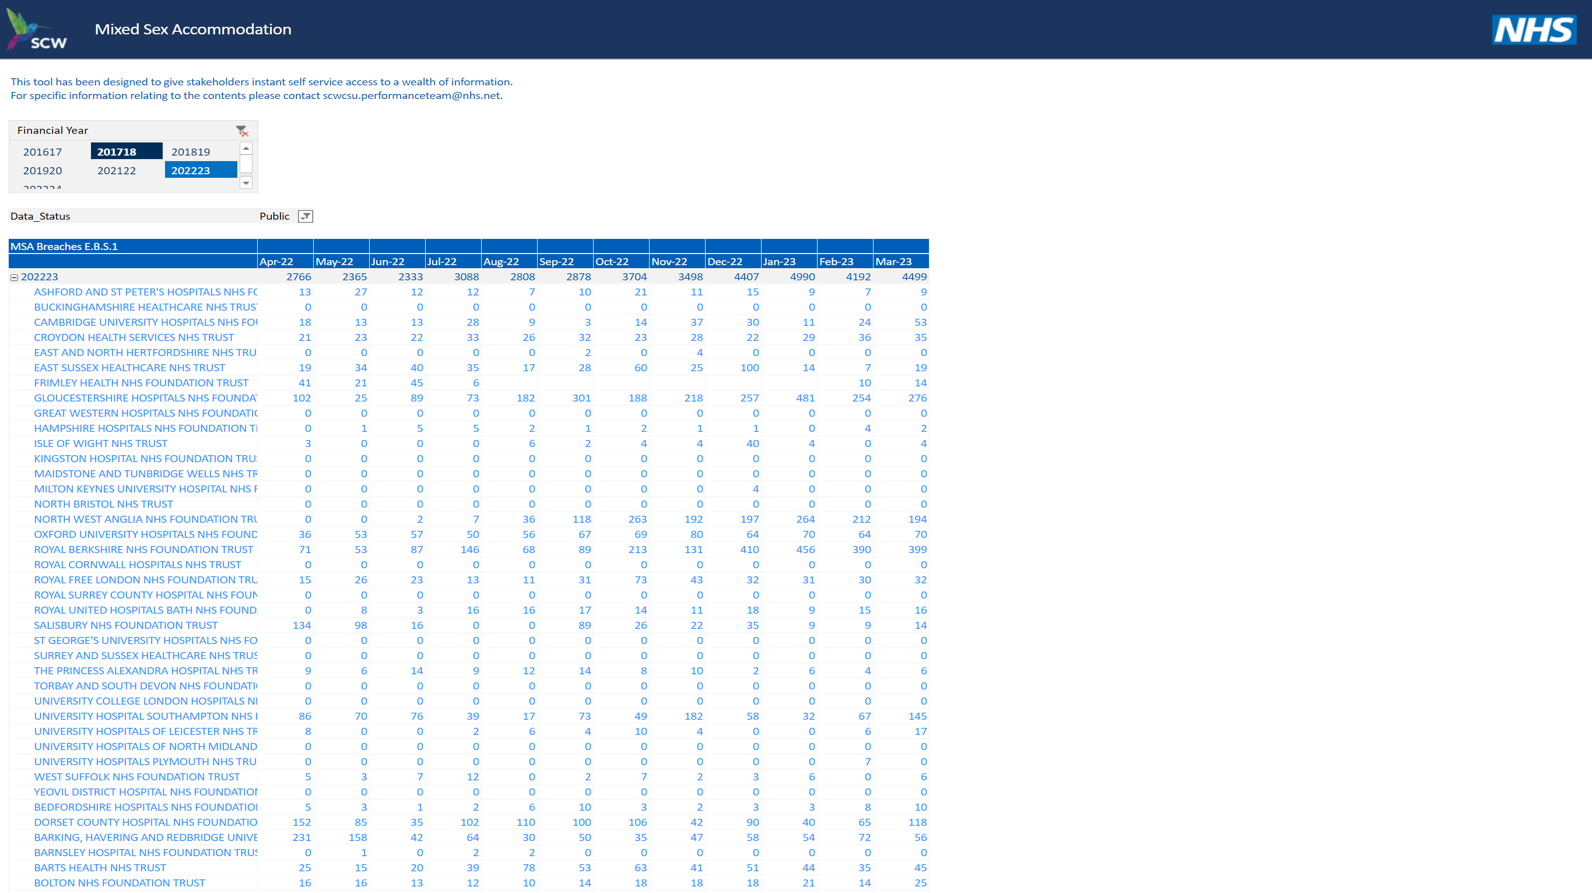 SCW
Mixed Sex Accommodation
NHS
This tool has been designed to give stakeholders instant self service access to a wealth of information.
For specific information relating to the contents please contact scwcsu.performanceteam@nhs.net.
Financial Year
201617 201718 201819
201920 202122 202223
Data_Status Public
MSA Breaches E.B.S.1
Apr-22 May-22 Jun-22 Jul-22 Aug-22 Sep-22 Oct-22 Nov-22 Dec-22 Jan-23 Feb-23 Mar-23
202223 2766 2365 2333 3088 2808 2878 3704 3498 4407 4990 4192 4499
ASHFORD AND ST PETER'S HOSPITALS NHS FC 13 27 12 12 7 10 21 11 15 9 7 9
BUCKINGHAMSHIRE HEALTHCARE NHS TRUS 0 0 0 0 0 0 0 0 0 0 0 0
CAMBRIDGE UNIVERSITY HOSPITALS NHS FOU 18 13 13 28 9 3 14 37 30 11 24 53
CROYDON HEALTH SERVICES NHS TRUST 21 23 22 33 26 32 23 28 22 29 36 35
EAST AND NORTH HERTFORDSHIRE NHS TRU 0 0 0 0 0 2 0 4 0 0 0 0
EAST SUSSEX HEALTHCARE NHS TRUST 19 34 40 35 17 28 60 25 100 14 7 19
FRIMLEY HEALTH NHS FOUNDATION TRUST 41 21 45 6 10 14
GLOUCESTERSHIRE HOSPITALS NHS FOUNDA 102 25 89 73 182 301 188 218 257 481 254 276
GREAT WESTERN HOSPITALS NHS FOUNDATIO 0 0 0 0 0 0 0 0 0 0 0 0
HAMPSHIRE HOSPITALS NHS FOUNDATION T 0 1 5 5 2 1 2 1 1 0 4 2
ISLE OF WIGHT NHS TRUST 3 0 0 0 6 2 4 4 40 4 0 4
KINGSTON HOSPITAL NHS FOUNDATION TRU 0 0 0 0 0 0 0 0 0 0 0 0
MAIDSTONE AND TUNBRIDGE WELLS NHS TR 0 0 0 0 0 0 0 0 0 0 0 0
MILTON KEYNES UNIVERSITY HOSPITAL NHS F 0 0 0 0 0 0 0 0 4 0 0 0
NORTH BRISTOL NHS TRUST 0 0 0 0 0 0 0 0 0 0 0 0
NORTH WEST ANGLIA NHS FOUNDATION TRU 0 0 2 7 36 118 263 192 197 264 212 194
OXFORD UNIVERSITY HOSPITALS NHS FOUND 36 53 57 50 56 67 69 80 64 70 64 70
ROYAL BERKSHIRE NHS FOUNDATION TRUST 71 53 87 146 68 89 213 131 410 456 390 399
ROYAL CORNWALL HOSPITALS NHS TRUST 0 0 0 0 0 0 0 0 0 0 0 0
ROYAL FREE LONDON NHS FOUNDATION TRU 15 26 23 13 11 31 73 43 32 31 30 32
ROYAL SURREY COUNTY HOSPITAL NHS FOUN 0 0 0 0 0 0 0 0 0 0 0 0
ROYAL UNITED HOSPITALS BATH NHS FOUND 0 8 3 16 16 17 14 11 18 9 15 16
SALISBURY NHS FOUNDATION TRUST 134 98 16 0 0 89 26 22 35 9 9 14
ST GEORGE'S UNIVERSITY HOSPITALS NHS FO 0 0 0 0 0 0 0 0 0 0 0 0
SURREY AND SUSSEX HEALTHCARE NHS TRUS 0 0 0 0 0 0 0 0 0 0 0 0
THE PRINCESS ALEXANDRA HOSPITAL NHS TR 9 6 14 9 12 14 8 10 2 6 4 6
TORBAY AND SOUTH DEVON NHS FOUNDATI 0 0 0 0 0 0 0 0 0 0 0 0
UNIVERSITY COLLEGE LONDON HOSPITALS N 0 0 0 0 0 0 0 0 0 0 0 0
UNIVERSITY HOSPITAL SOUTHAMPTON NHS F 86 70 76 39 17 73 49 182 58 32 67 145
UNIVERSITY HOSPITALS OF LEICESTER NHS TR 8 0 0 2 6 4 10 4 0 0 6 17
UNIVERSITY HOSPITALS OF NORTH MIDLAND 0 0 0 0 0 0 0 0 0 0 0 0
UNIVERSITY HOSPITALS PLYMOUTH NHS TRU 0 0 0 0 0 0 0 0 0 0 7 0
WEST SUFFOLK NHS FOUNDATION TRUST 5 3 7 12 0 2 7 2 3 6 0 6
YEOVIL DISTRICT HOSPITAL NHS FOUNDATION 0 0 0 0 0 0 0 0 0 0 0 0
BEDFORDSHIRE HOSPITALS NHS FOUNDATIO 5 3 1 2 6 10 3 2 3 3 8 10
DORSET COUNTY HOSPITAL NHS FOUNDATIO 152 85 35 102 110 100 106 42 90 40 65 118
BARKING, HAVERING AND REDBRIDGE UNIVE 231 158 42 64 30 50 35 47 58 54 72 56
BARNSLEY HOSPITAL NHS FOUNDATION TRUS 0 1 0 2 2 0 0 0 0 0 0 0
BARTS HEALTH NHS TRUST 25 15 20 39 78 53 63 41 51 44 35 45
BOLTON NHS FOUNDATION TRUST 16 16 13 12 10 14 18 18 18 21 14 25